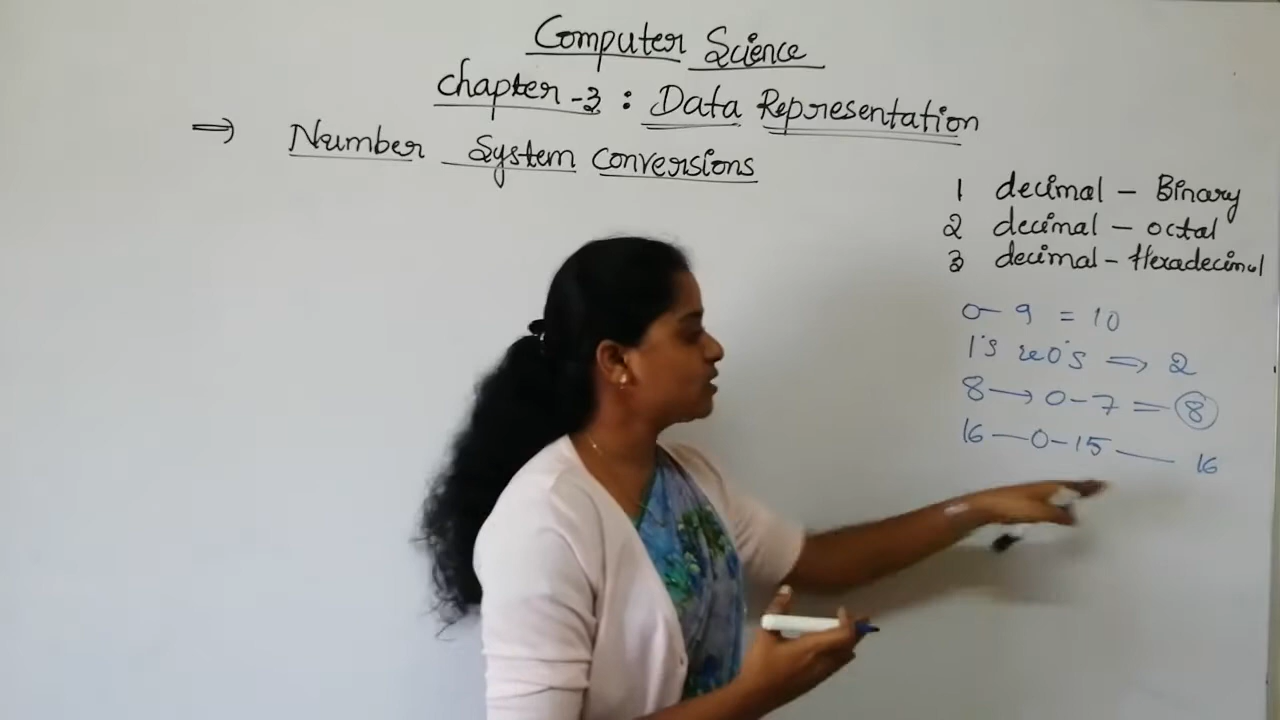 Computer Science
Chapter-3 : Data Representation
⇒ Number System Conversions
1 decimal - Binary
2 decimal - octal
3 decimal - Hexadecimal
0-9 = 10
1's & 0's ⇒ 2
8 → 0-7 = 8
16 — 0-15 — 16